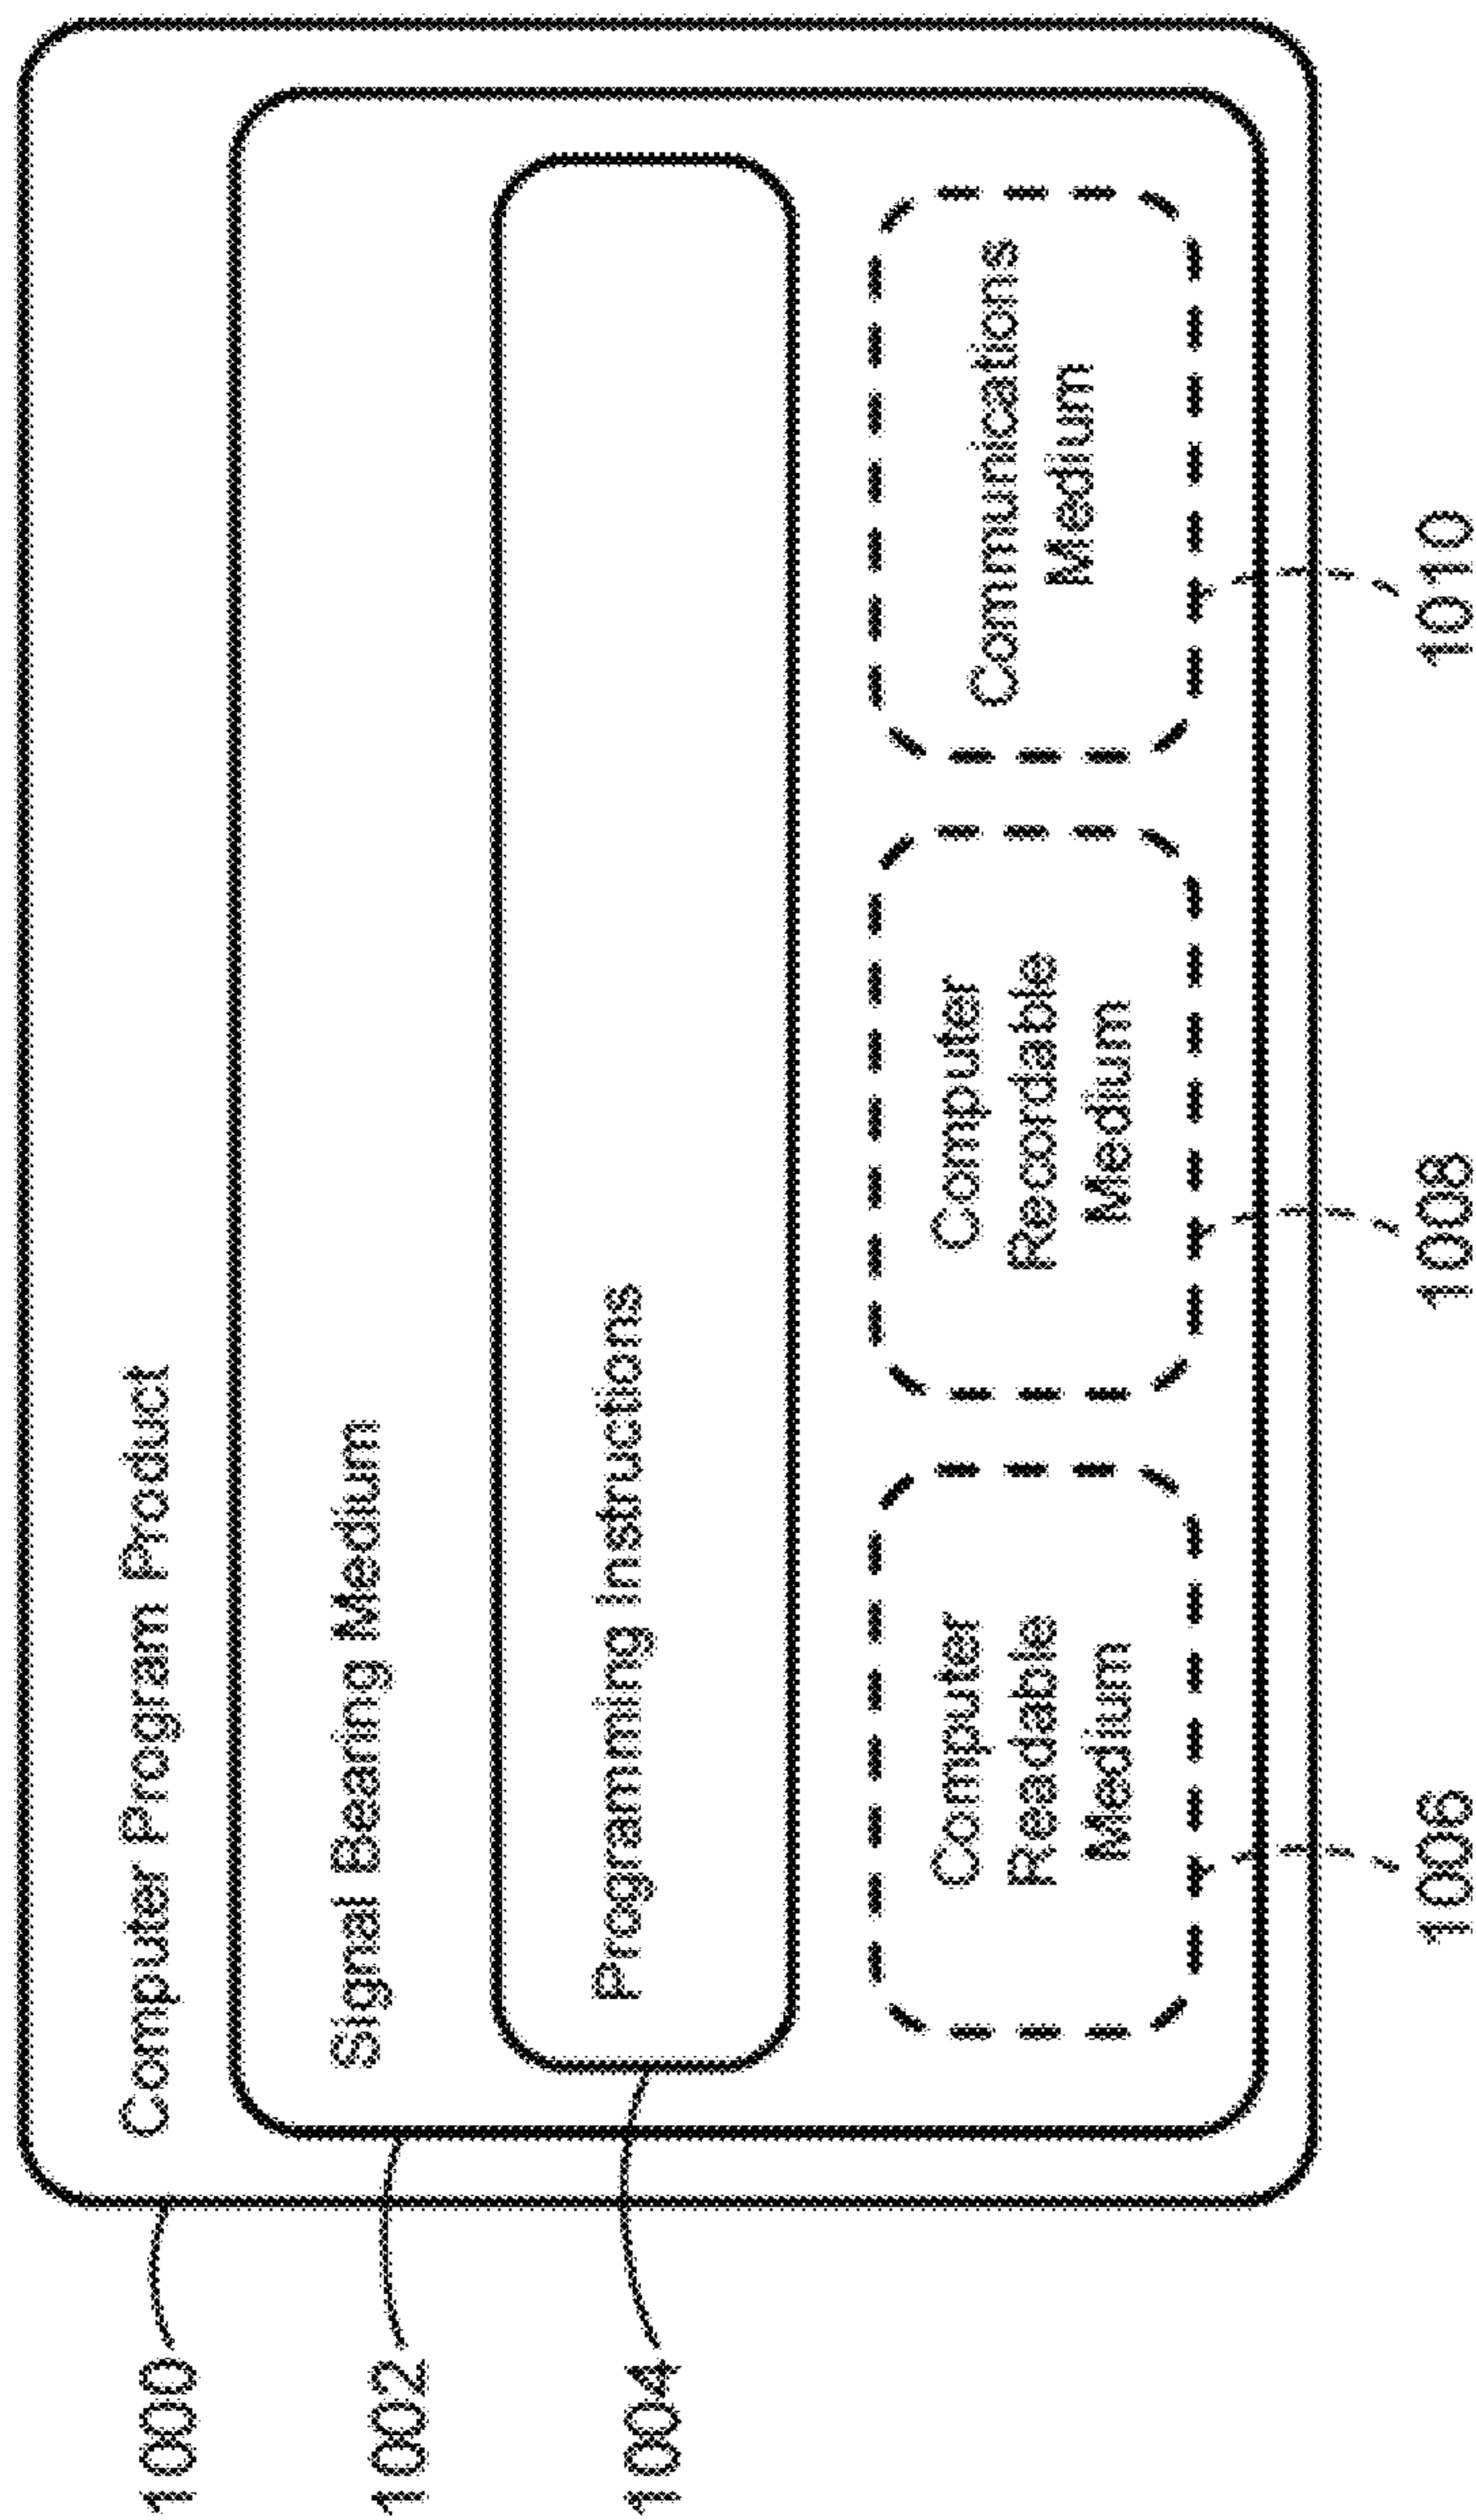 1000
Computer Program Product
1002
Signal Bearing Medium
1004
Programming Instructions
Computer
Readable
Medium
Computer
Recordable
Medium
Communications
Medium
1006
1008
1010